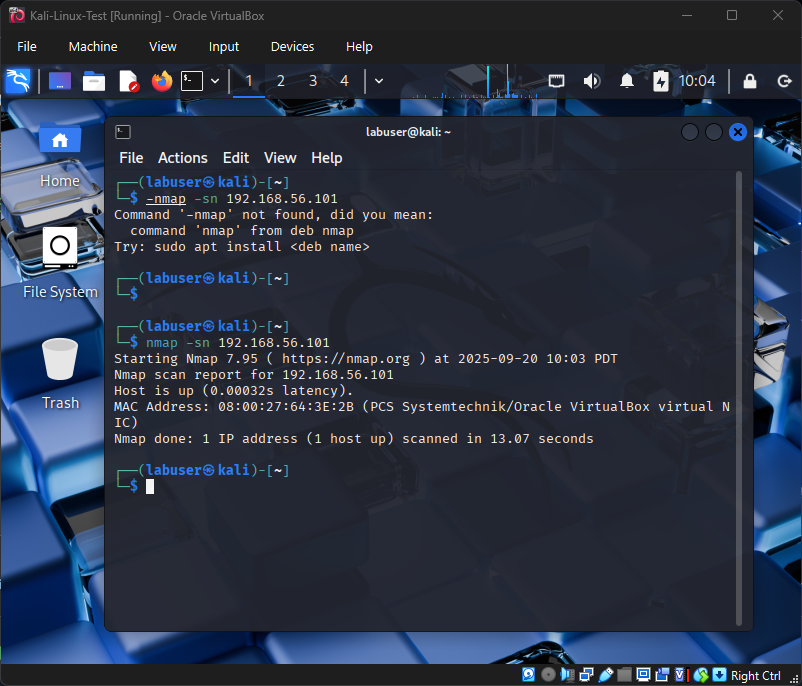 Kali-Linux-Test [Running] - Oracle VirtualBox
File Machine View Input Devices Help
1 2 3 4 10:04
labuser@kali: ~
File Actions Edit View Help
Home
File System
Trash
┌──(labuser㉿kali)-[~]
└─$ -nmap -sn 192.168.56.101
Command '-nmap' not found, did you mean:
command 'nmap' from deb nmap
Try: sudo apt install <deb name>
┌──(labuser㉿kali)-[~]
└─$
┌──(labuser㉿kali)-[~]
└─$ nmap -sn 192.168.56.101
Starting Nmap 7.95 ( https://nmap.org ) at 2025-09-20 10:03 PDT
Nmap scan report for 192.168.56.101
Host is up (0.00032s latency).
MAC Address: 08:00:27:64:3E:2B (PCS Systemtechnik/Oracle VirtualBox virtual N
IC)
Nmap done: 1 IP address (1 host up) scanned in 13.07 seconds
┌──(labuser㉿kali)-[~]
└─$
Right Ctrl